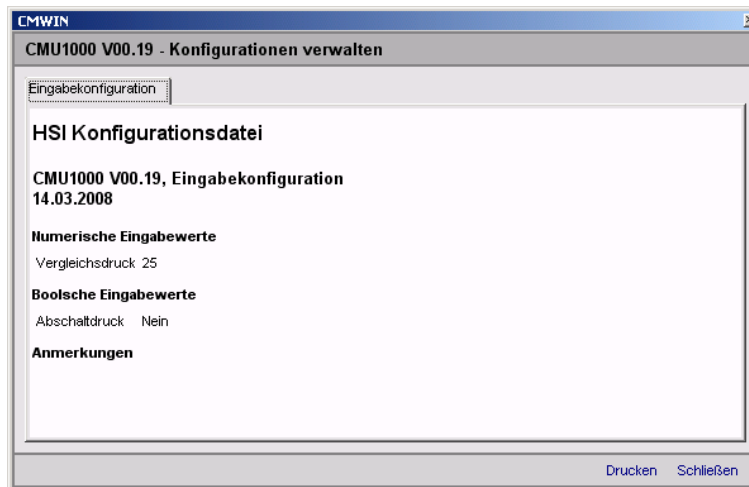 CMWIN
CMU1000 V00.19 - Konfigurationen verwalten
Eingabekonfiguration
HSI Konfigurationsdatei
CMU1000 V00.19, Eingabekonfiguration
14.03.2008
Numerische Eingabewerte
Vergleichsdruck 25
Boolsche Eingabewerte
Abschaltdruck Nein
Anmerkungen
Drucken Schließen